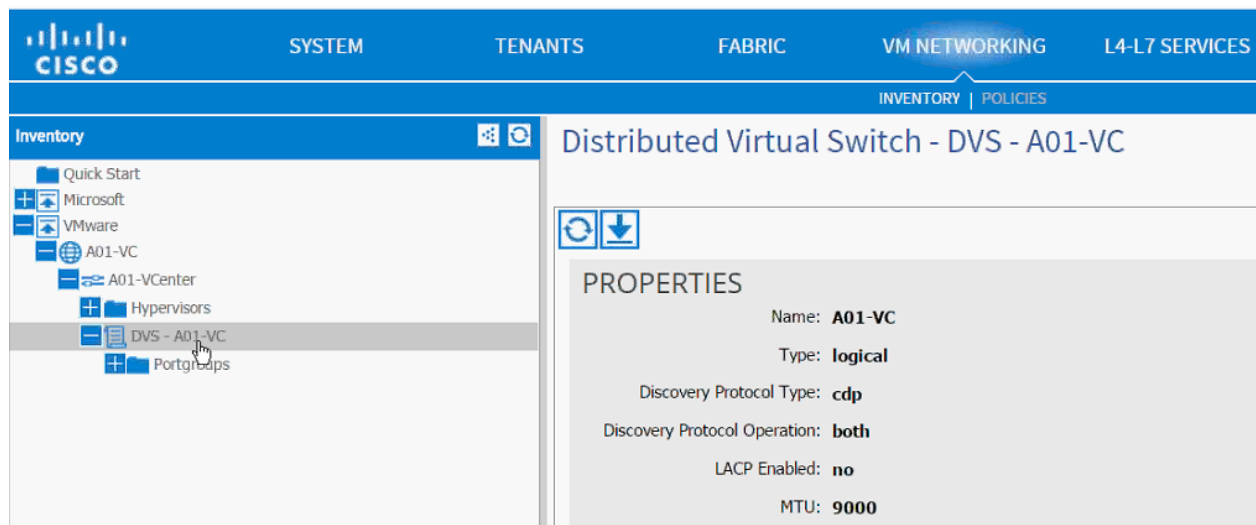 CISCO
SYSTEM TENANTS FABRIC VM NETWORKING L4-L7 SERVICES
INVENTORY | POLICIES
Inventory
Quick Start
Microsoft
VMware
A01-VC
A01-VCenter
Hypervisors
DVS - A01-VC
Portgroups
Distributed Virtual Switch - DVS - A01-VC
PROPERTIES
Name: A01-VC
Type: logical
Discovery Protocol Type: cdp
Discovery Protocol Operation: both
LACP Enabled: no
MTU: 9000